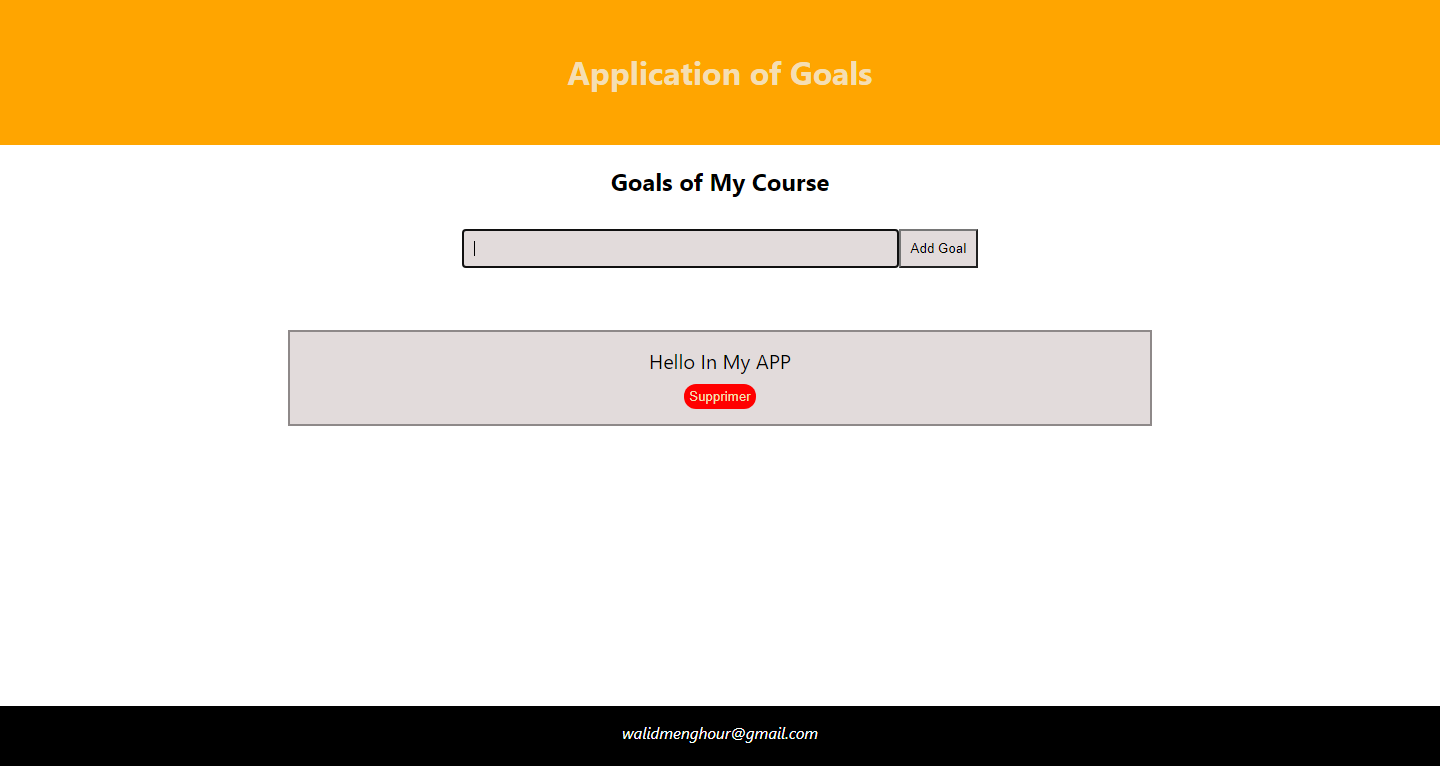 Application of Goals
Goals of My Course
Add Goal
Hello In My APP
Supprimer
walidmenghour@gmail.com